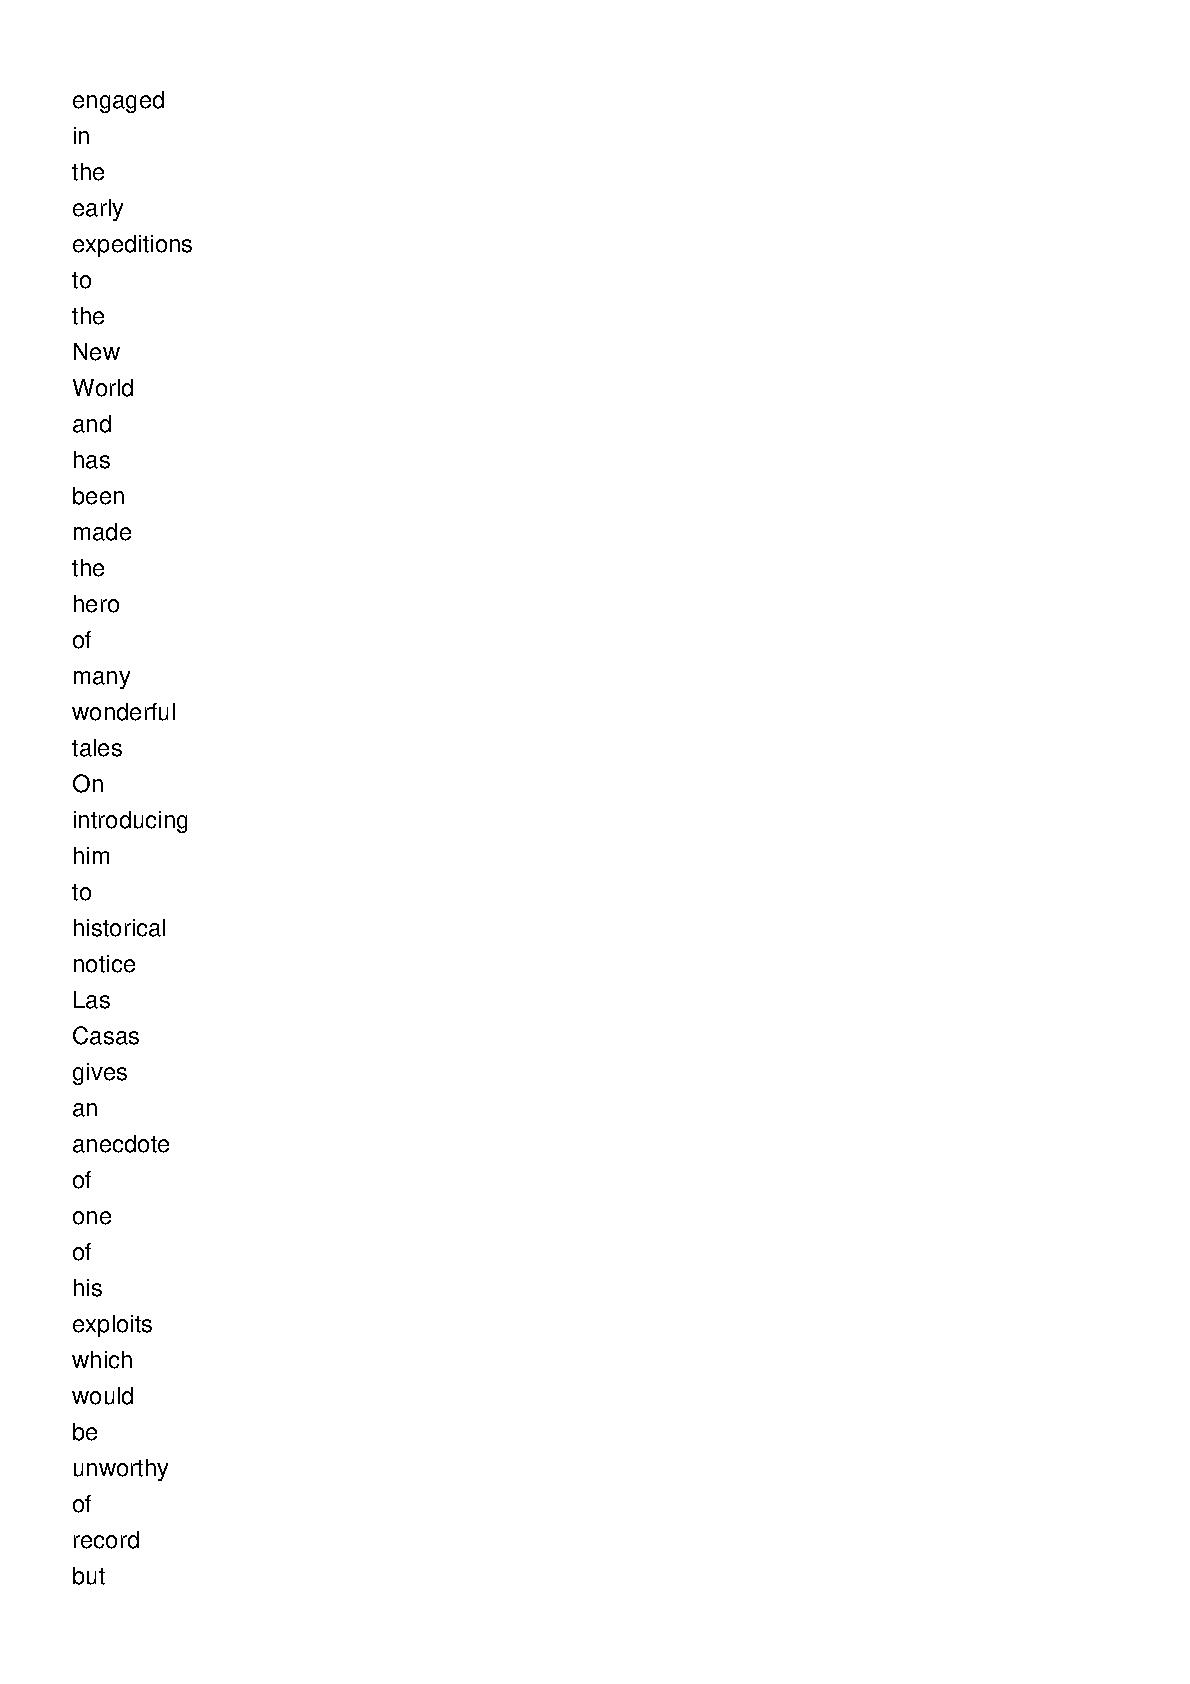 engaged
in
the
early
expeditions
to
the
New
World
and
has
been
made
the
hero
of
many
wonderful
tales
On
introducing
him
to
historical
notice
Las
Casas
gives
an
anecdote
of
one
of
his
exploits
which
would
be
unworthy
of
record
but